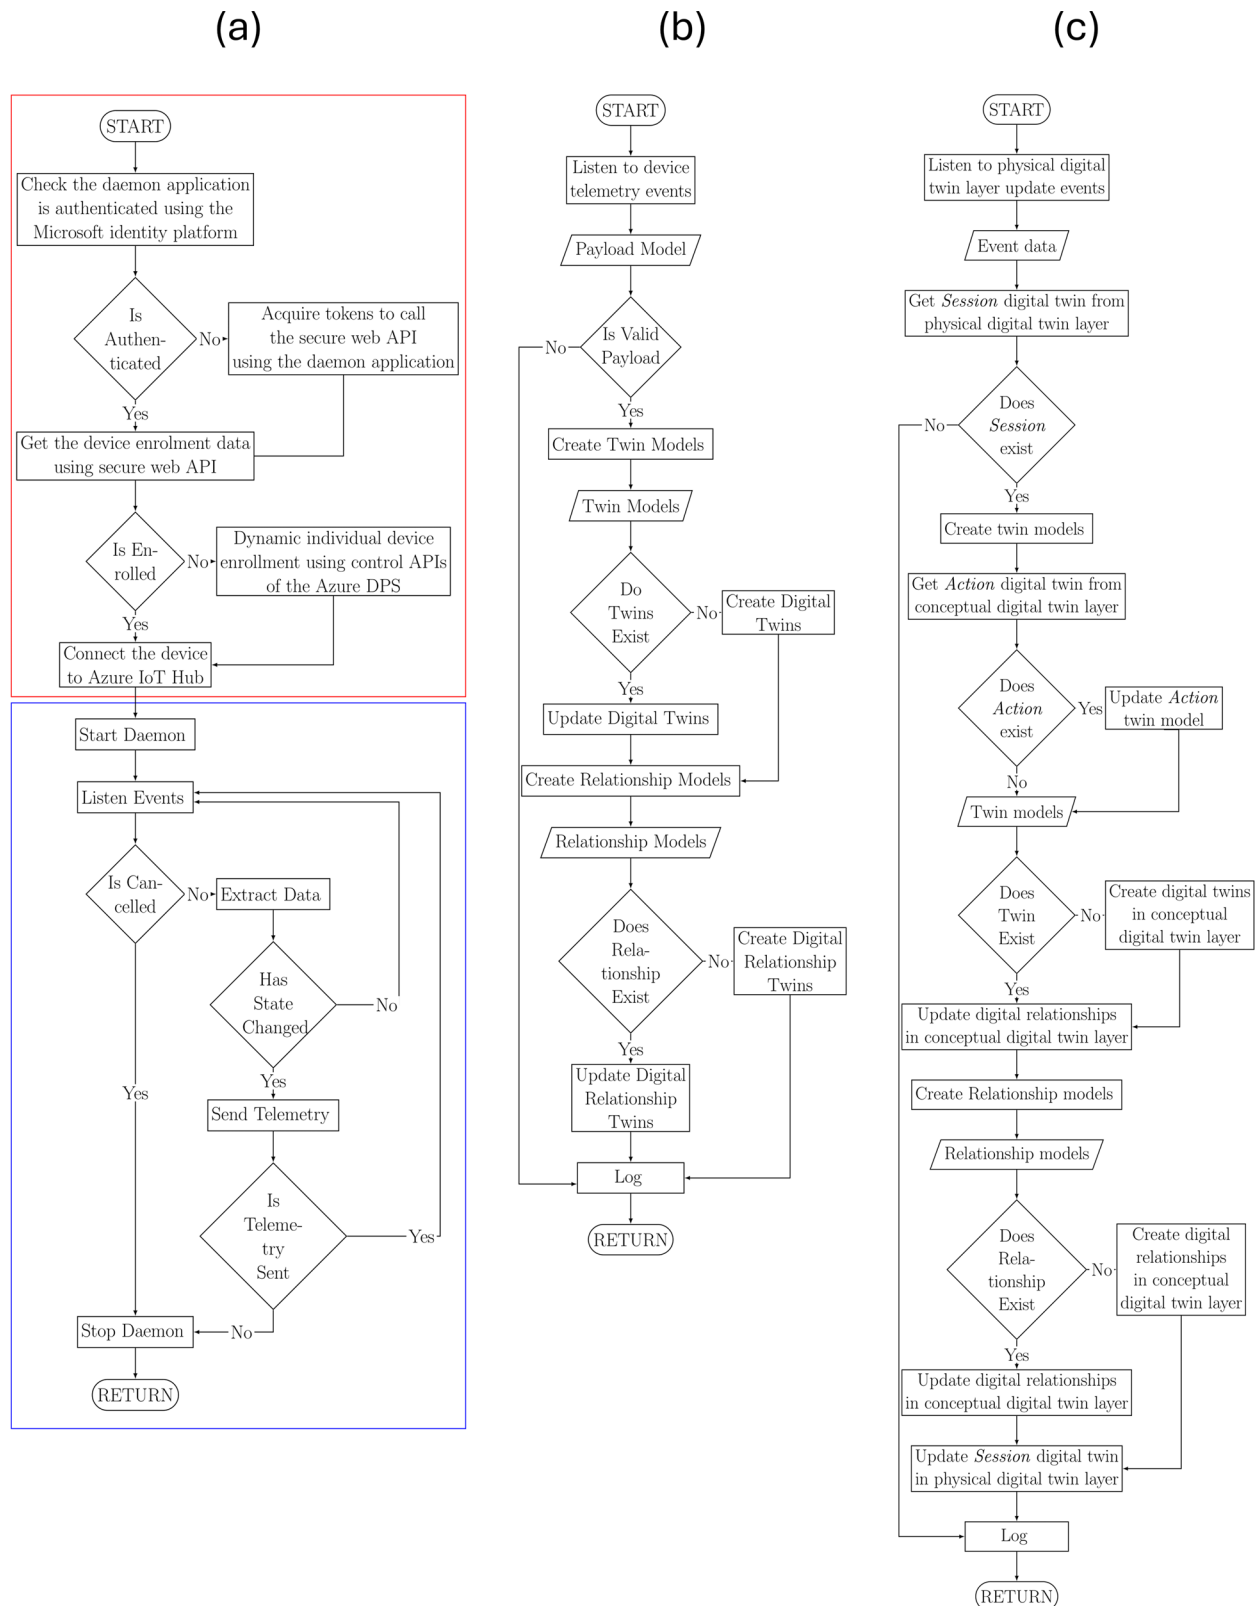 (a)
START
Check the daemon application
is authenticated using the
Microsoft identity platform
Is
Authen-
ticated
No
Acquire tokens to call
the secure web API
using the daemon application
Yes
Get the device enrolment data
using secure web API
Is En-
rolled
No
Dynamic individual device
enrollment using control APIs
of the Azure DPS
Yes
Connect the device
to Azure IoT Hub
Start Daemon
Listen Events
Is Can-
celled
No
Extract Data
Has
State
Changed
No
Yes
Yes
Send Telemetry
Is
Teleme-
try
Sent
Yes
No
Stop Daemon
RETURN
(b)
START
Listen to device
telemetry events
Payload Model
Is Valid
Payload
No
Yes
Create Twin Models
Twin Models
Do
Twins
Exist
No
Create Digital
Twins
Yes
Update Digital Twins
Create Relationship Models
Relationship Models
Does
Rela-
tionship
Exist
No
Create Digital
Relationship
Twins
Yes
Update Digital
Relationship
Twins
Log
RETURN
(c)
START
Listen to physical digital
twin layer update events
Event data
Get Session digital twin from
physical digital twin layer
Does
Session
exist
No
Yes
Create twin models
Get Action digital twin from
conceptual digital twin layer
Does
Action
exist
Yes
Update Action
twin model
No
Twin models
Does
Twin
Exist
No
Create digital twins
in conceptual
digital twin layer
Yes
Update digital relationships
in conceptual digital twin layer
Create Relationship models
Relationship models
Does
Rela-
tionship
Exist
No
Create digital
relationships
in conceptual
digital twin layer
Yes
Update digital relationships
in conceptual digital twin layer
Update Session digital twin
in physical digital twin layer
Log
RETURN